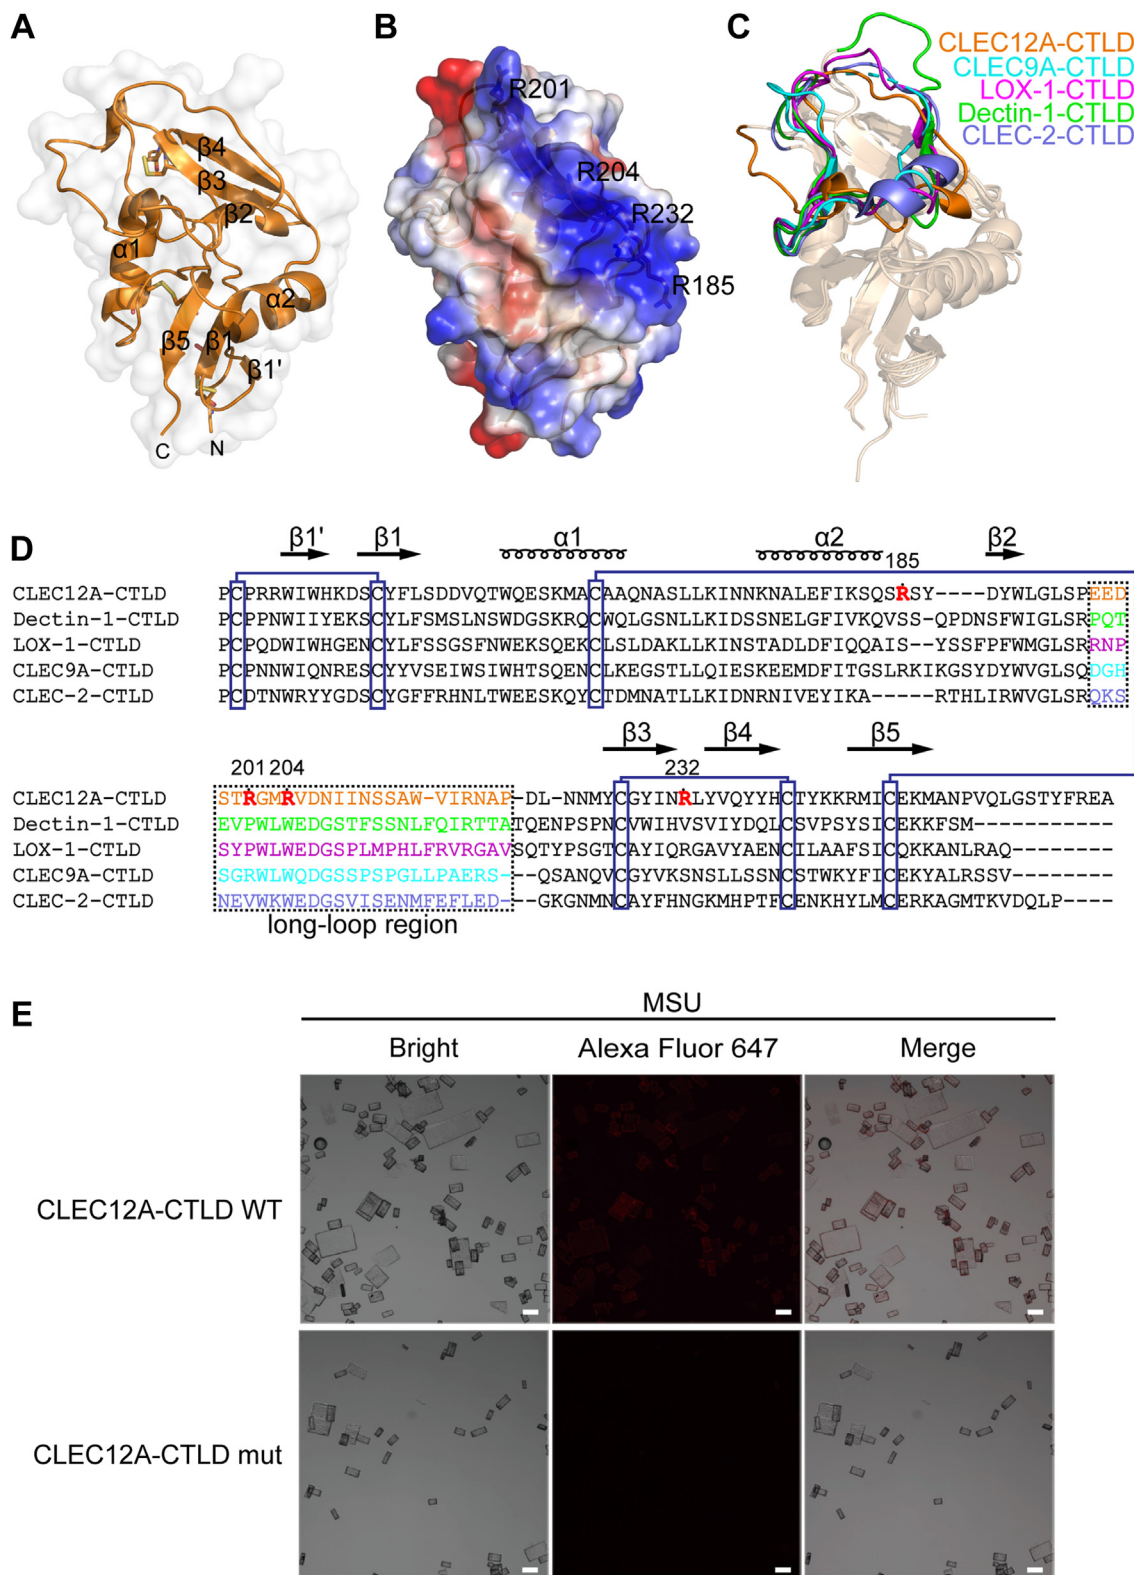 A
β4
β3
β2
α1
α2
β5
β1
β1'
C
N
B
R201
R204
R232
R185
C
CLEC12A-CTLD
CLEC9A-CTLD
LOX-1-CTLD
Dectin-1-CTLD
CLEC-2-CTLD
D
β1' β1 α1 α2 β2
185
CLEC12A-CTLD PCPRRWIWHKDSCYFLSDDVQTWQESKMACAAQNASLLKINNKNALEFIKSQSRSY----DYWLGLSPEED
Dectin-1-CTLD PCPPNWIIYEKSCYLFSMSLNSWDGSKRQCWQLGSNLLKIDSSNELGFIVKQVSSQPDNSFWIGLSRPQT
LOX-1-CTLD PCPQDWIWHGENCYLFSSGSFNWEKSQEKCLSLDAKLLKINSTADLDFIQQAIS-YSSFPFWMGLSRRNP
CLEC9A-CTLD PCPNNWIQNRESCYYVSEIWSIWHTSQENCLKEGSTLLQIESKEEMDFITGSLRKIKGSYDYWVGLSQDGH
CLEC-2-CTLD PCDTNWRYYGDSCYGFFRHNLTWEESKQYCTDMNATLLKIDNRNIVEYIKA-----RTHLIRWVGLSRQKS
β3 β4 β5
201 204 232
CLEC12A-CTLD STRGMRVDNIINSSAW-VIRNAP-DL-NNMYCGYINRLYVQYYHCTYKKRMICEKMANPVQLGSTYFREA
Dectin-1-CTLD EVPWLWEDGSTFSSNLFQIRTTATQENPSPNCVWIHVSVIYDQLCSVPSYSICEKKFSM-----------
LOX-1-CTLD SYPWLWEDGSPLMPHLFRVRGAVSQTYPSGTCAYIQRGAVYAENCILAAFSICQKKANLRAQ--------
CLEC9A-CTLD SGRWLWQDGSSPSPGLLPAERS--QSANQVCGYVKSNSLLSSNCSTWKYFICEKYALRSSV--------
CLEC-2-CTLD NEVWKWEDGSVISENMFEFLED--GKGNMNCAYFHNGKMHPTFCENKHYLMCERKAGMTKVDQLP----
long-loop region
E
MSU
Bright Alexa Fluor 647 Merge
CLEC12A-CTLD WT
CLEC12A-CTLD mut